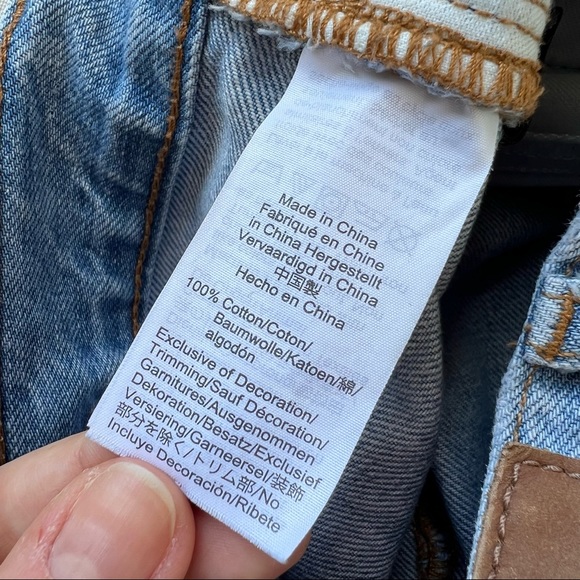 Made in China
Fabriqué en Chine
in China Hergestellt
Vervaardigd in China
中国製
Hecho en China
100% Cotton/Coton/
Baumwolle/Katoen/綿/
algodón
Exclusive of Decoration/
Trimming/Sauf Décoration/
Garnitures/Ausgenommen
Dekoration/Besatz/Exclusief
Versiering/Garneersel/装飾
部分を除く/トリム部/No
Incluye Decoración/Ribete